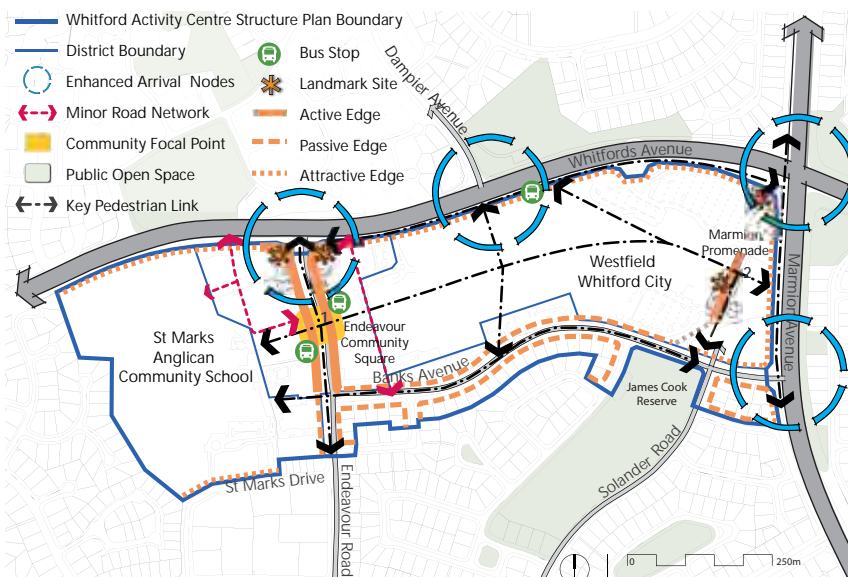 Whitford Activity Centre Structure Plan Boundary
District Boundary
Enhanced Arrival Nodes
Minor Road Network
Community Focal Point
Public Open Space
Key Pedestrian Link
Bus Stop
Landmark Site
Active Edge
Passive Edge
Attractive Edge
Dampier Avenue
Whitfords Avenue
Marmion
Promenade
2
Westfield
Whitford City
Marmion Avenue
1
Endeavour
Community
Square
St Marks
Anglican
Community School
Banks Avenue
James Cook
Reserve
Solander Road
St Marks Drive
Endeavour Road
0
250m